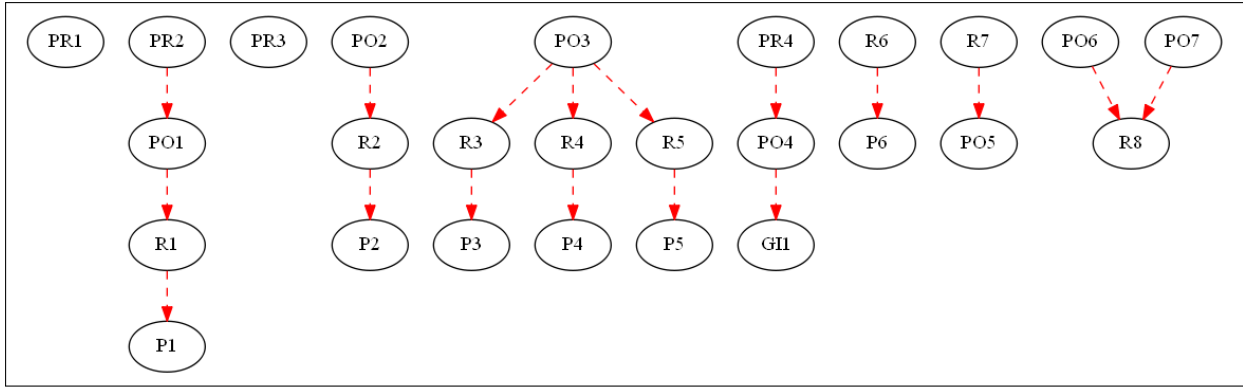 PR1 PR2 PR3 PO2 PO3 PR4 R6 R7 PO6 PO7
PO1 R2 R3 R4 R5 PO4 P6 PO5 R8
R1 P2 P3 P4 P5 GI1
P1